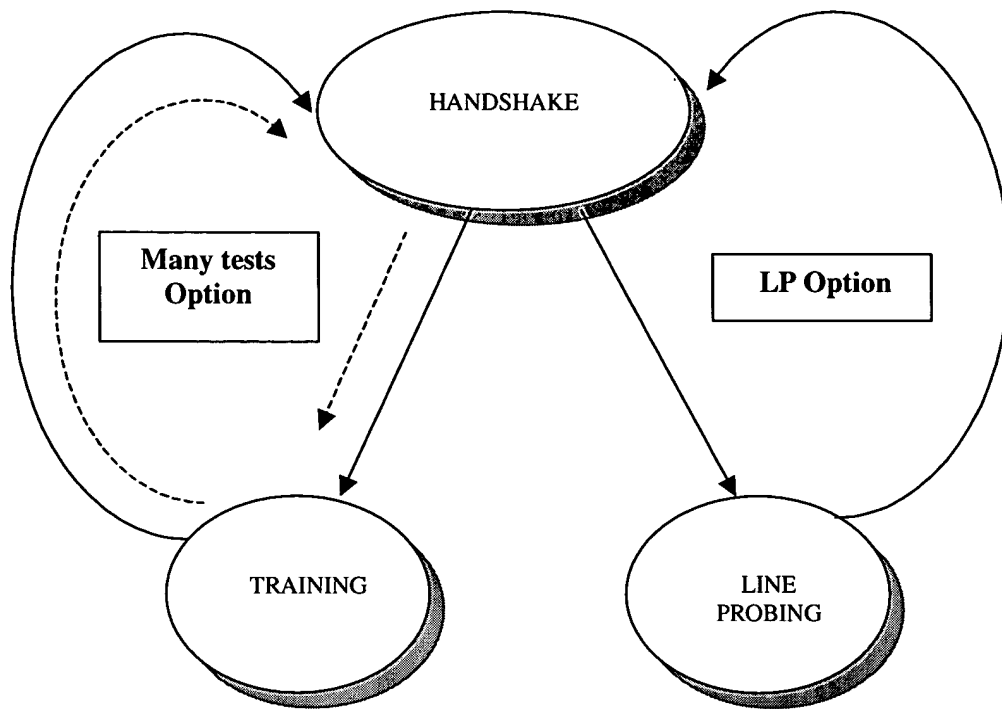 HANDSHAKE
Many tests
Option
LP Option
TRAINING
LINE
PROBING